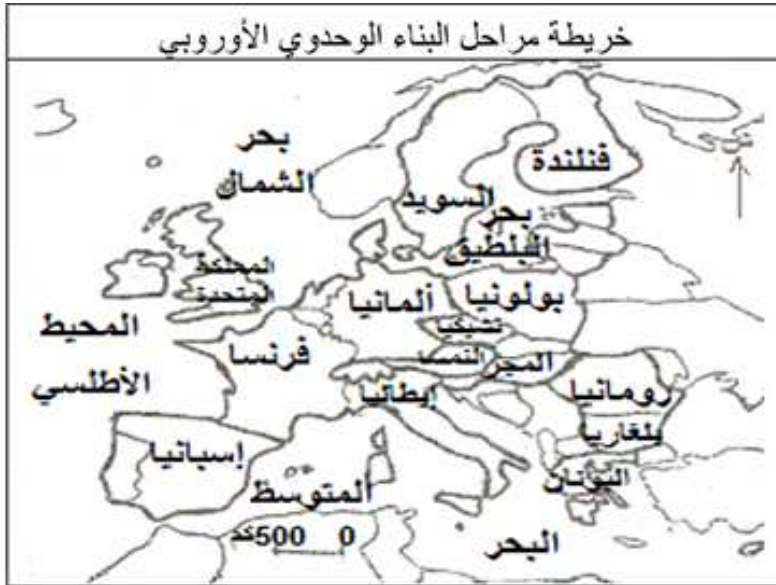 خريطة مراحل البناء الوحدوي الأوروبي
بحر
الشمال
فنلندة
السويد
بحر
البلطيق
المملكة
المتحدة
ألمانيا
بولونيا
تشيكيا
المحيط
الأطلسي
فرنسا
النمسا
المجر
إيطاليا
رومانيا
بلغاريا
إسبانيا
اليونان
المتوسط
البحر
0 500كم